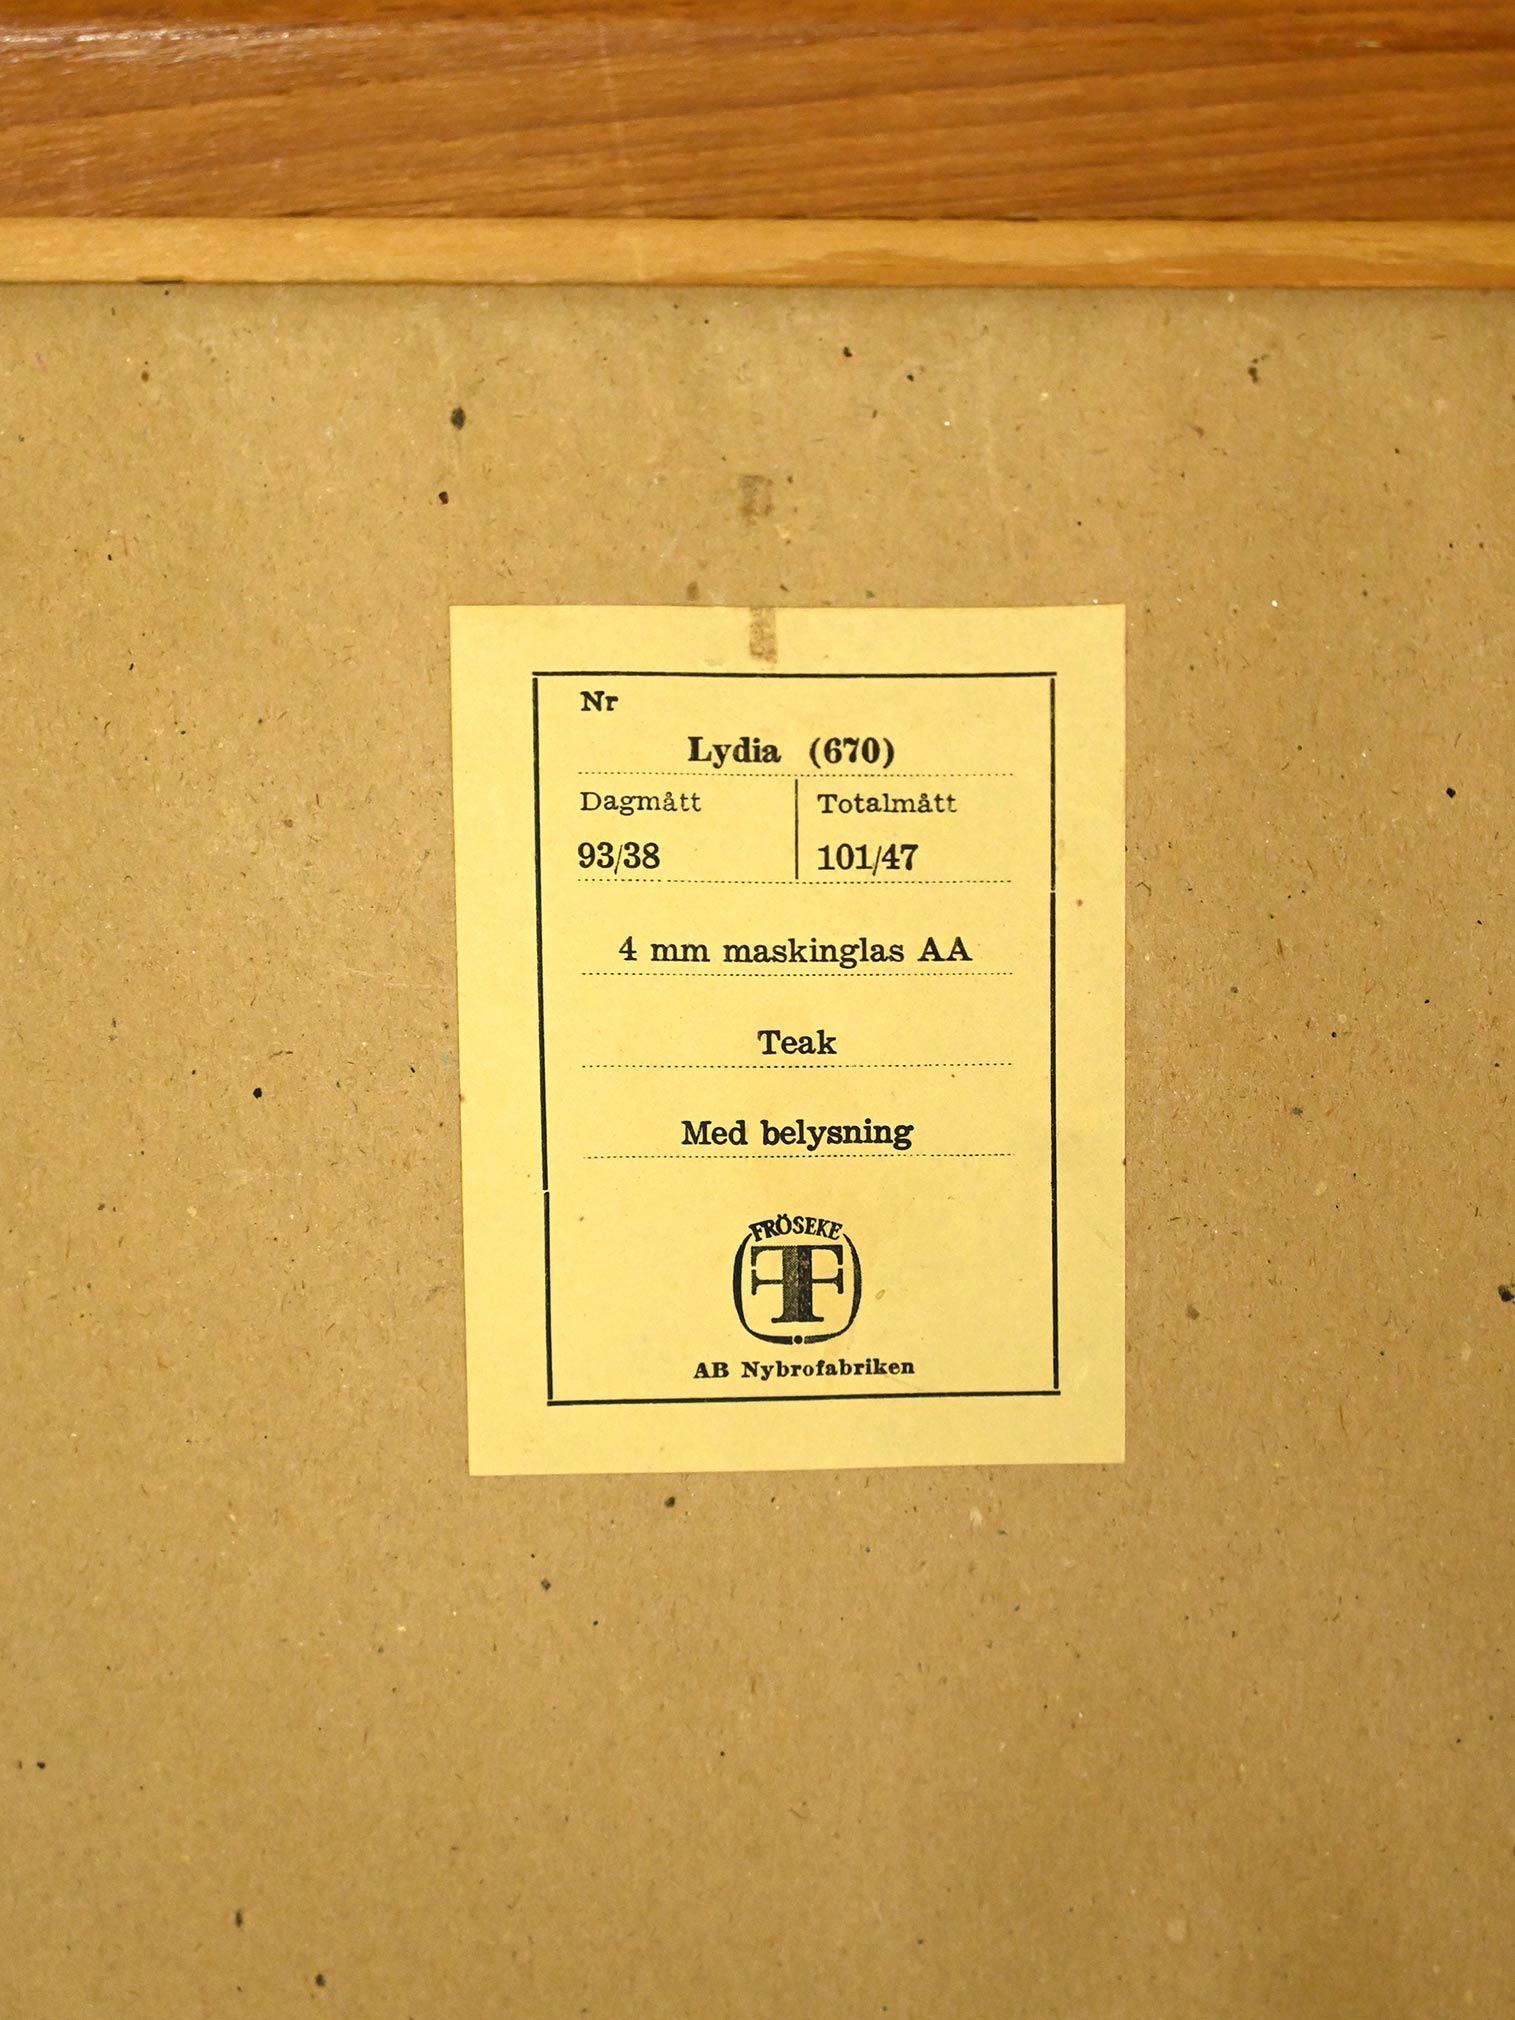 Nr
Lydia (670)
Dagmått Totalmått
93/38 101/47
4 mm maskinglas AA
Teak
Med belysning
FRÖSEKE
F
AB Nybrofabriken